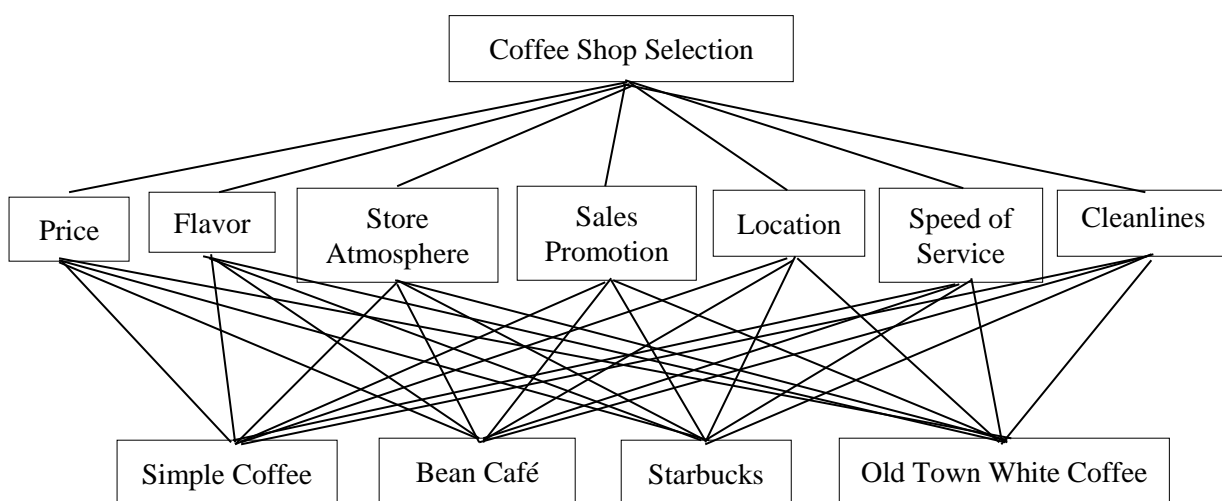 Coffee Shop Selection
Price
Flavor
Store
Atmosphere
Sales
Promotion
Location
Speed of
Service
Cleanlines
Simple Coffee
Bean Café
Starbucks
Old Town White Coffee